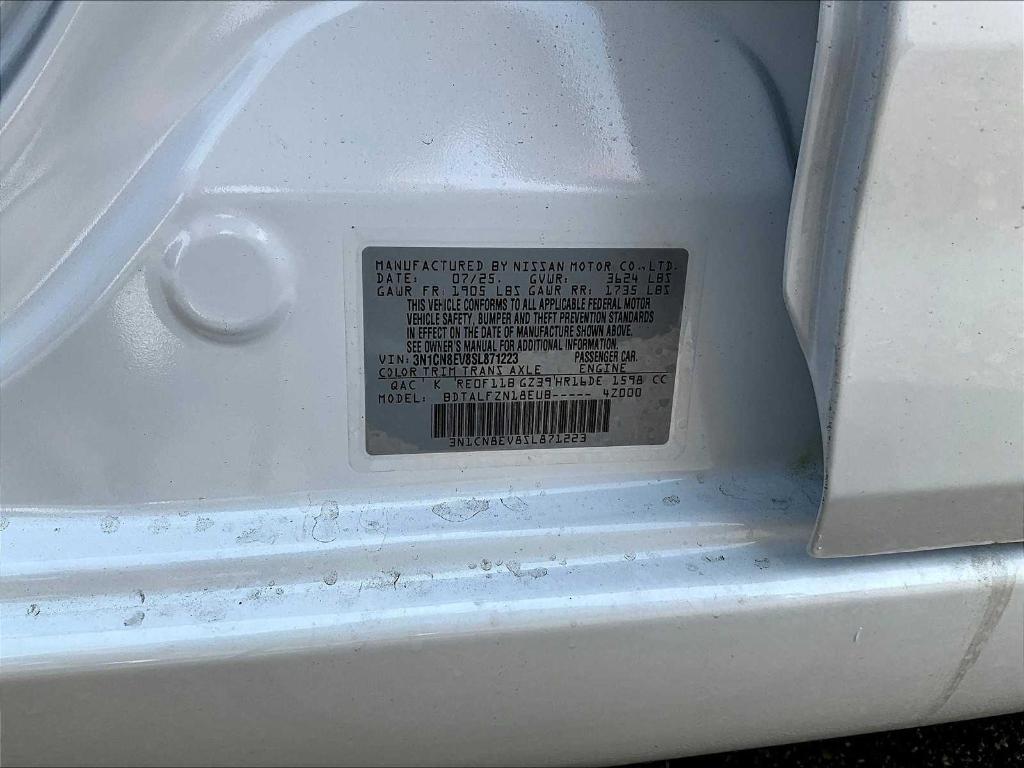 MANUFACTURED BY NISSAN MOTOR CO.,LTD.
DATE: 07/25. GVWR: 3624 LBS
GAWR FR: 1905 LBS GAWR RR: 1735 LBS
THIS VEHICLE CONFORMS TO ALL APPLICABLE FEDERAL MOTOR
VEHICLE SAFETY, BUMPER AND THEFT PREVENTION STANDARDS
IN EFFECT ON THE DATE OF MANUFACTURE SHOWN ABOVE.
SEE OWNER'S MANUAL FOR ADDITIONAL INFORMATION.
VIN: 3N1CN8EV8SL871223 PASSENGER CAR.
COLOR TRIM TRANS AXLE ENGINE
QAC K RE0F11B GZ39 HR16DE 1598 CC
MODEL: BDTALFZN18EUB----- 4Z000
3N1CN8EV8SL871223